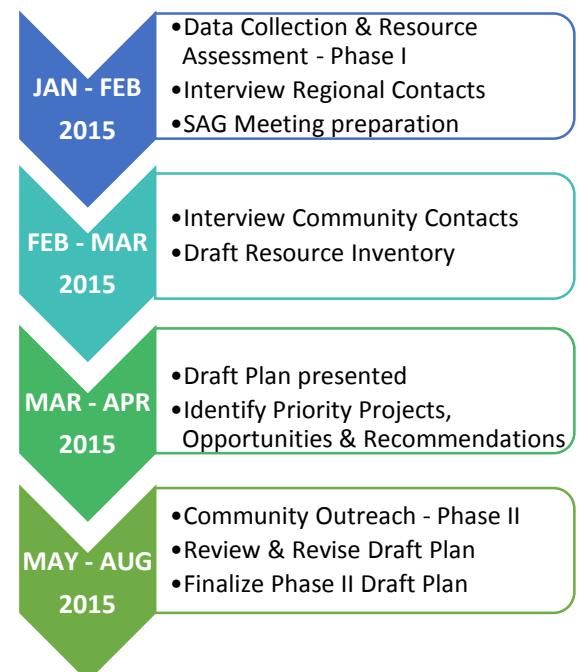 JAN - FEB
2015
•Data Collection & Resource
Assessment - Phase I
•Interview Regional Contacts
•SAG Meeting preparation
FEB - MAR
2015
•Interview Community Contacts
•Draft Resource Inventory
MAR - APR
2015
•Draft Plan presented
•Identify Priority Projects,
Opportunities & Recommendations
MAY - AUG
2015
•Community Outreach - Phase II
•Review & Revise Draft Plan
•Finalize Phase II Draft Plan